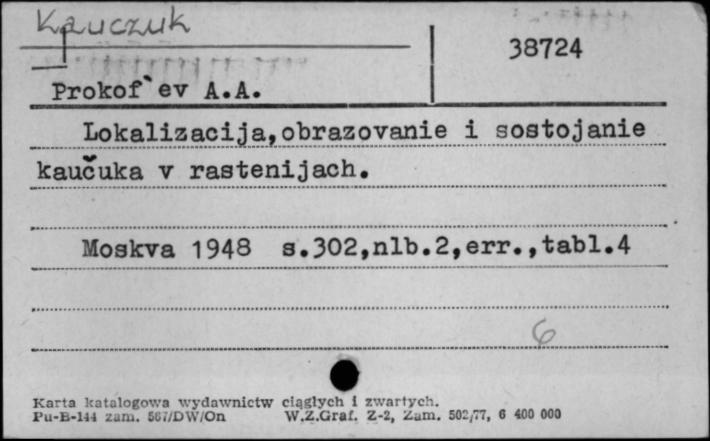 Kauczuk
38724
Prokof`ev A.A.
Lokalizacija,obrazovanie i sostojanie
kaučuka v rastenijach.
Moskva 1948 s.302,nlb.2,err.,tabl.4
6
Karta katalogowa wydawnictw ciągłych i zwartych.
Pu-B-144 zam. 567/DW/On W.Z.Graf. Z-2, Zam. 502/77, 6 400 000